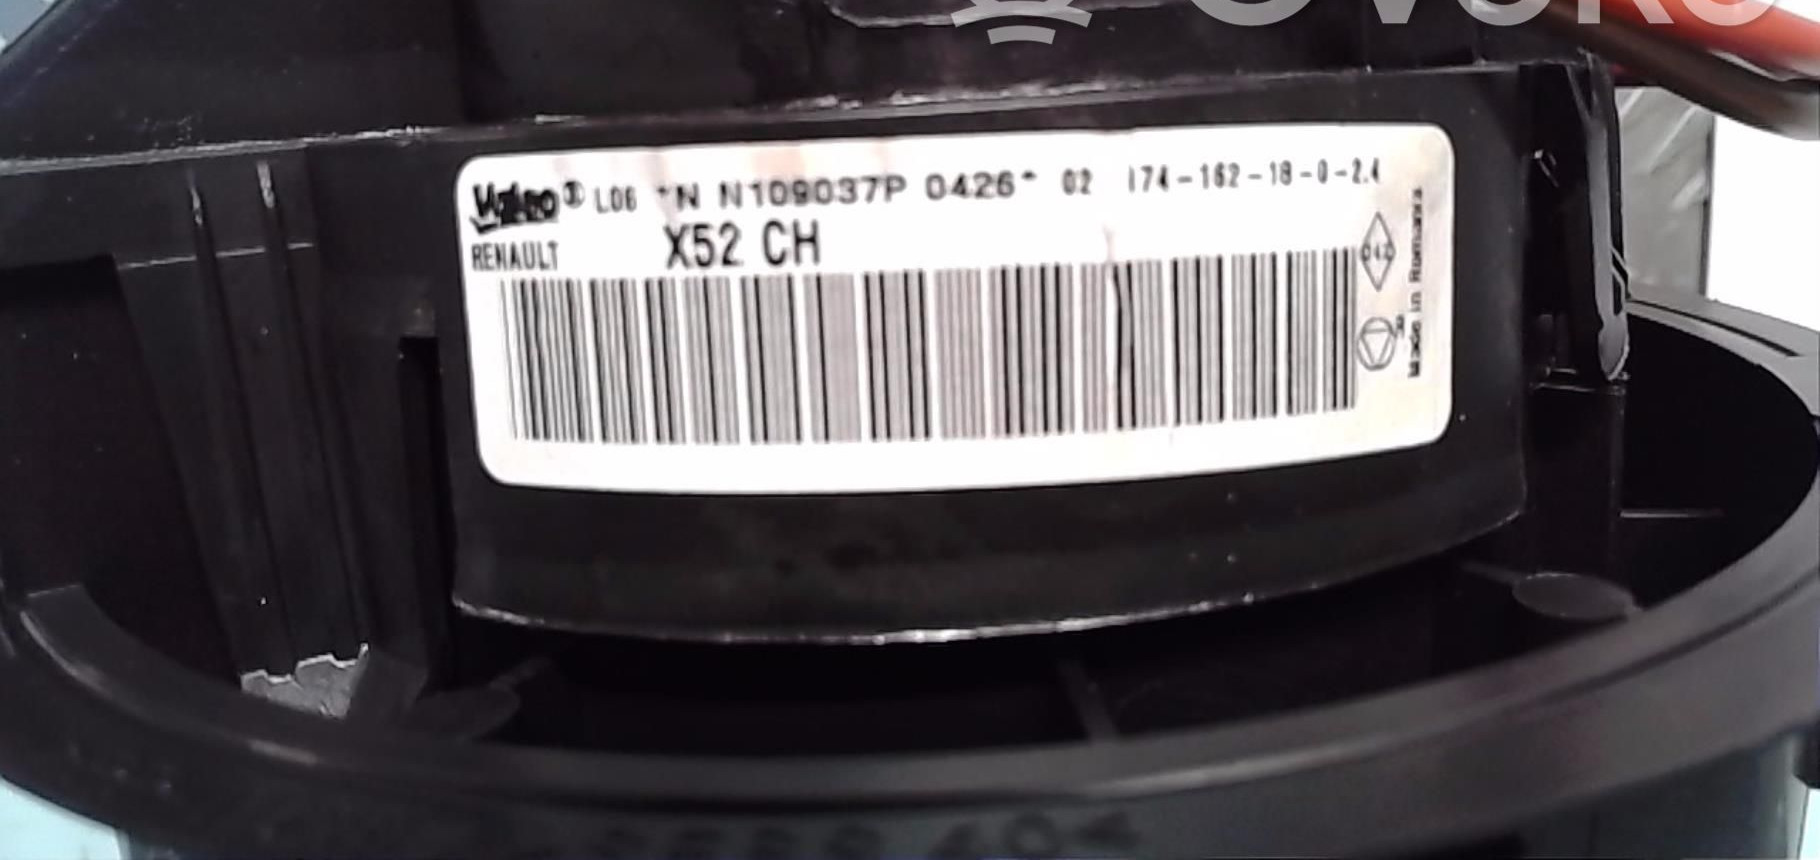 Valeo L06 *N N109037P 0426* 02 174-162-18-0-2.4
RENAULT X52 CH
Made in Romania